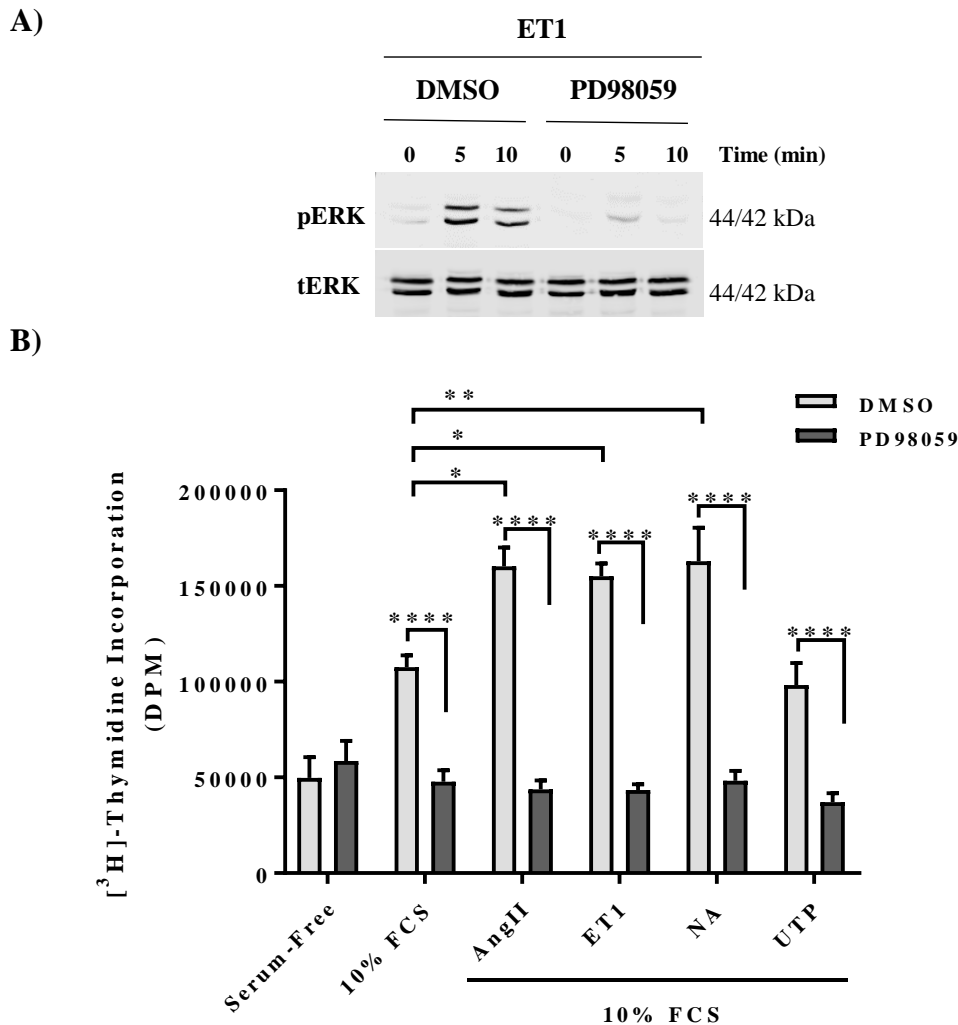 A)
ET1
DMSO PD98059
0 5 10 0 5 10 Time (min)
pERK 44/42 kDa
tERK 44/42 kDa
B)
**
DMSO
PD98059
*
*
200000
**** **** ****
150000
**** ****
100000
50000
0
[³H]-Thymidine Incorporation
(DPM)
Serum-Free
10% FCS
AngII
ET1
NA
UTP
10% FCS